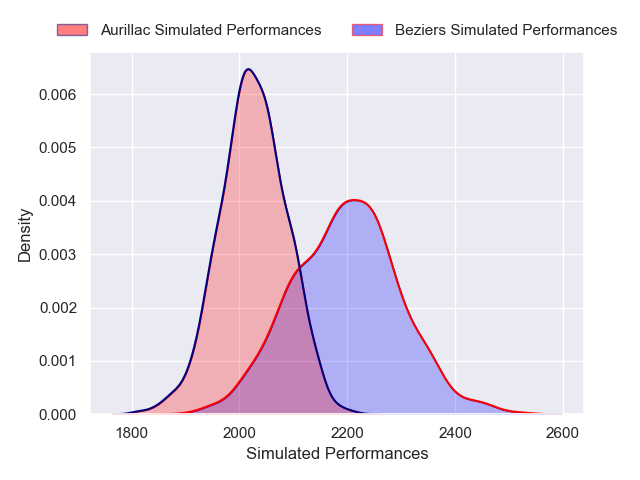 Aurillac Simulated Performances Beziers Simulated Performances
0.006
0.005
0.004
0.003
0.002
0.001
0.000
Density
1800 2000 2200 2400 2600
Simulated Performances